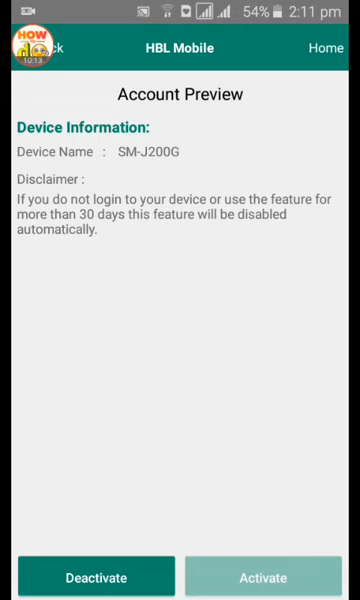 54% 2:11 pm
HOW
10:13
ck HBL Mobile Home
Account Preview
Device Information:
Device Name : SM-J200G
Disclaimer :
If you do not login to your device or use the feature for
more than 30 days this feature will be disabled
automatically.
Deactivate Activate